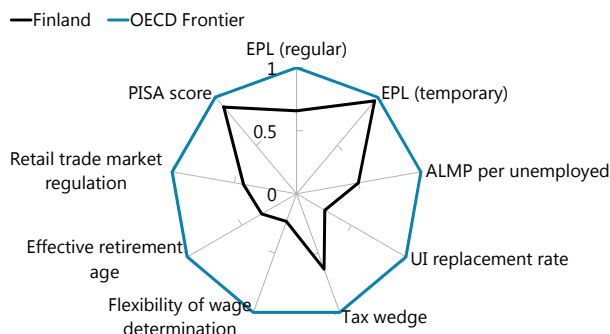 Finland OECD Frontier
EPL (regular)
1
PISA score
EPL (temporary)
0.5
Retail trade market
regulation
ALMP per unemployed
0
Effective retirement
age
UI replacement rate
Flexibility of wage
determination
Tax wedge